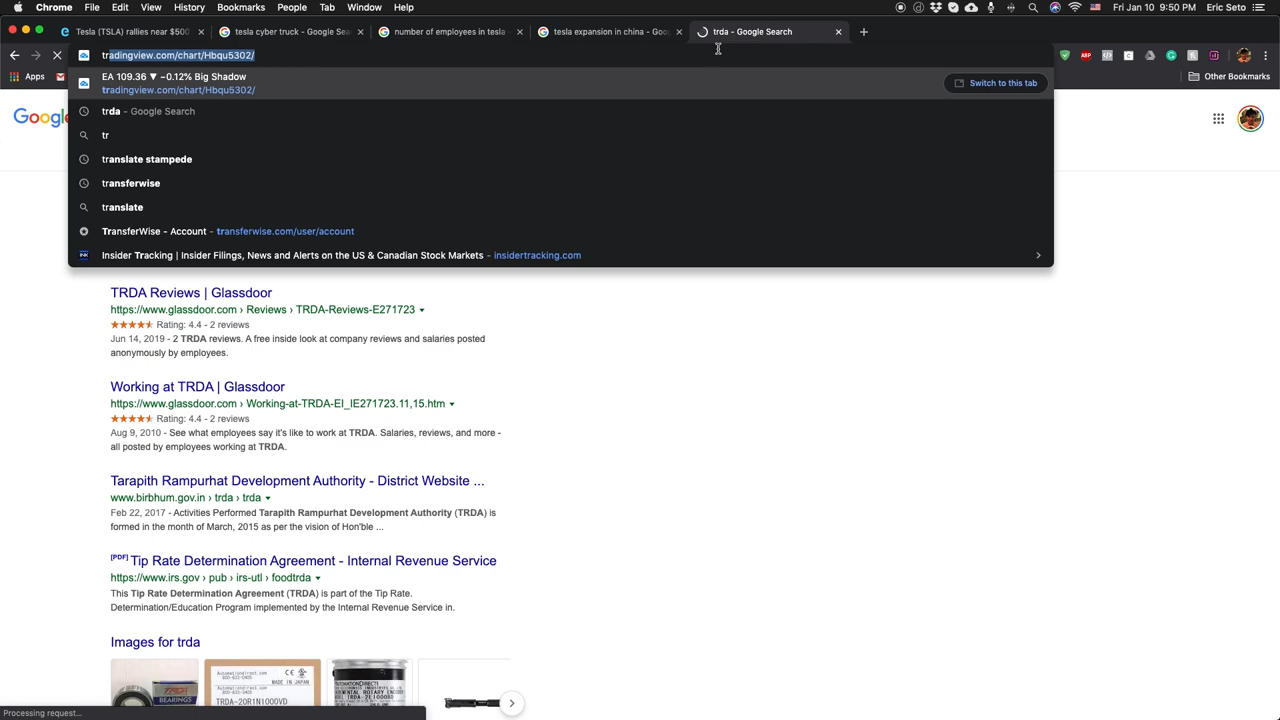 Chrome File Edit View History Bookmarks People Tab Window Help Fri Jan 10 9:50 PM Eric Seto
Tesla (TSLA) rallies near $500 tesla cyber truck - Google Sea number of employees in tesla tesla expansion in china - Goo trda - Google Search
tradingview.com/chart/Hbqu5302/
Apps Other Bookmarks
EA 109.36 ▼ −0.12% Big Shadow
tradingview.com/chart/Hbqu5302/
Switch to this tab
trda - Google Search
tr
translate stampede
transferwise
translate
TransferWise - Account - transferwise.com/user/account
Insider Tracking | Insider Filings, News and Alerts on the US & Canadian Stock Markets - insidertracking.com
Googl
TRDA Reviews | Glassdoor
https://www.glassdoor.com › Reviews › TRDA-Reviews-E271723
Rating: 4.4 - 2 reviews
Jun 14, 2019 - 2 TRDA reviews. A free inside look at company reviews and salaries posted
anonymously by employees.
Working at TRDA | Glassdoor
https://www.glassdoor.com › Working-at-TRDA-EI_IE271723.11,15.htm
Rating: 4.4 - 2 reviews
Aug 9, 2010 - See what employees say it's like to work at TRDA. Salaries, reviews, and more -
all posted by employees working at TRDA.
Tarapith Rampurhat Development Authority - District Website ...
www.birbhum.gov.in › trda › trda
Feb 22, 2017 - Activities Performed Tarapith Rampurhat Development Authority (TRDA) is
formed in the month of March, 2015 as per the vision of Hon'ble ...
[PDF] Tip Rate Determination Agreement - Internal Revenue Service
https://www.irs.gov › pub › irs-utl › foodtrda
This Tip Rate Determination Agreement (TRDA) is part of the Tip Rate.
Determination/Education Program implemented by the Internal Revenue Service in.
Images for trda
MADE IN JAPAN
TRDA-20R1N1000VD
BEARINGS
Processing request...